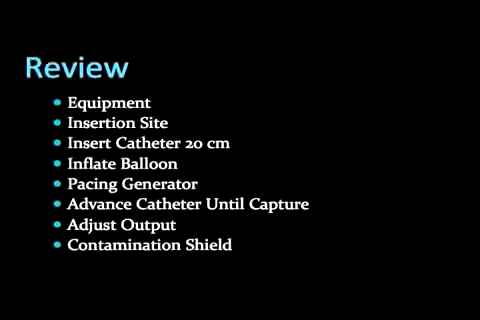 Review
Equipment
Insertion Site
Insert Catheter 20 cm
Inflate Balloon
Pacing Generator
Advance Catheter Until Capture
Adjust Output
Contamination Shield